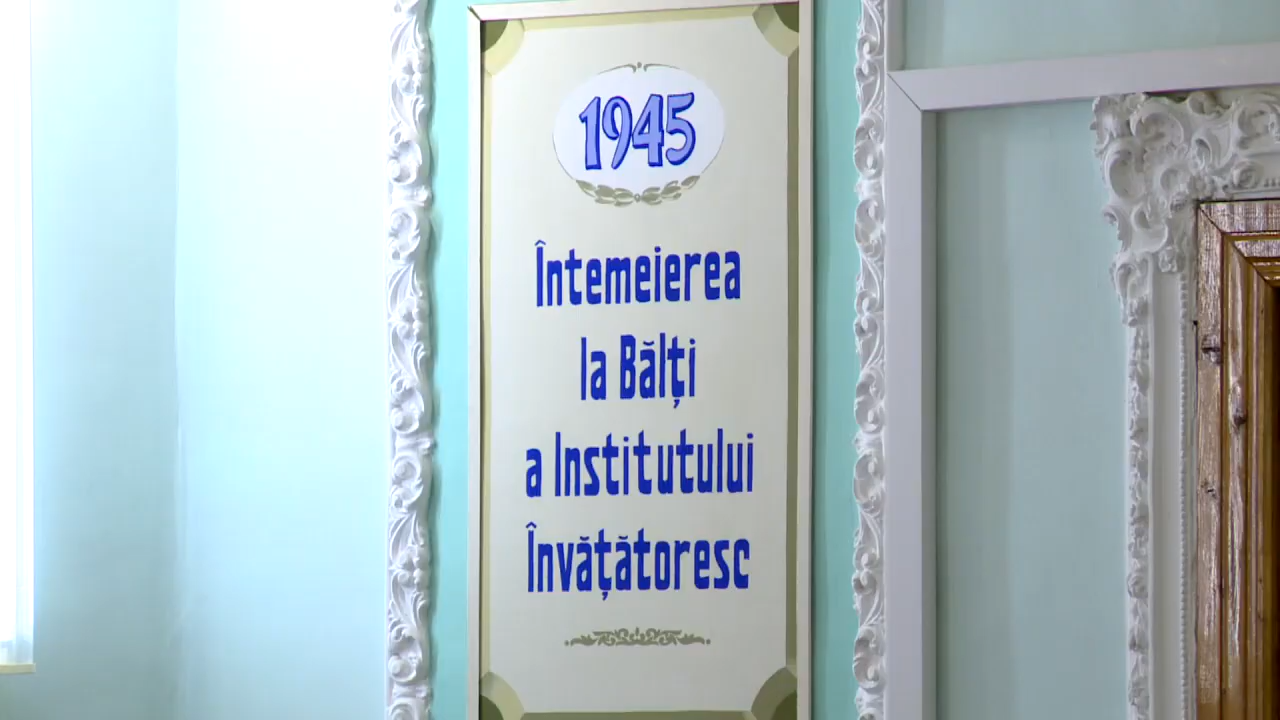 1945
Întemeierea
la Bălți
a Institutului
Învățătoresc